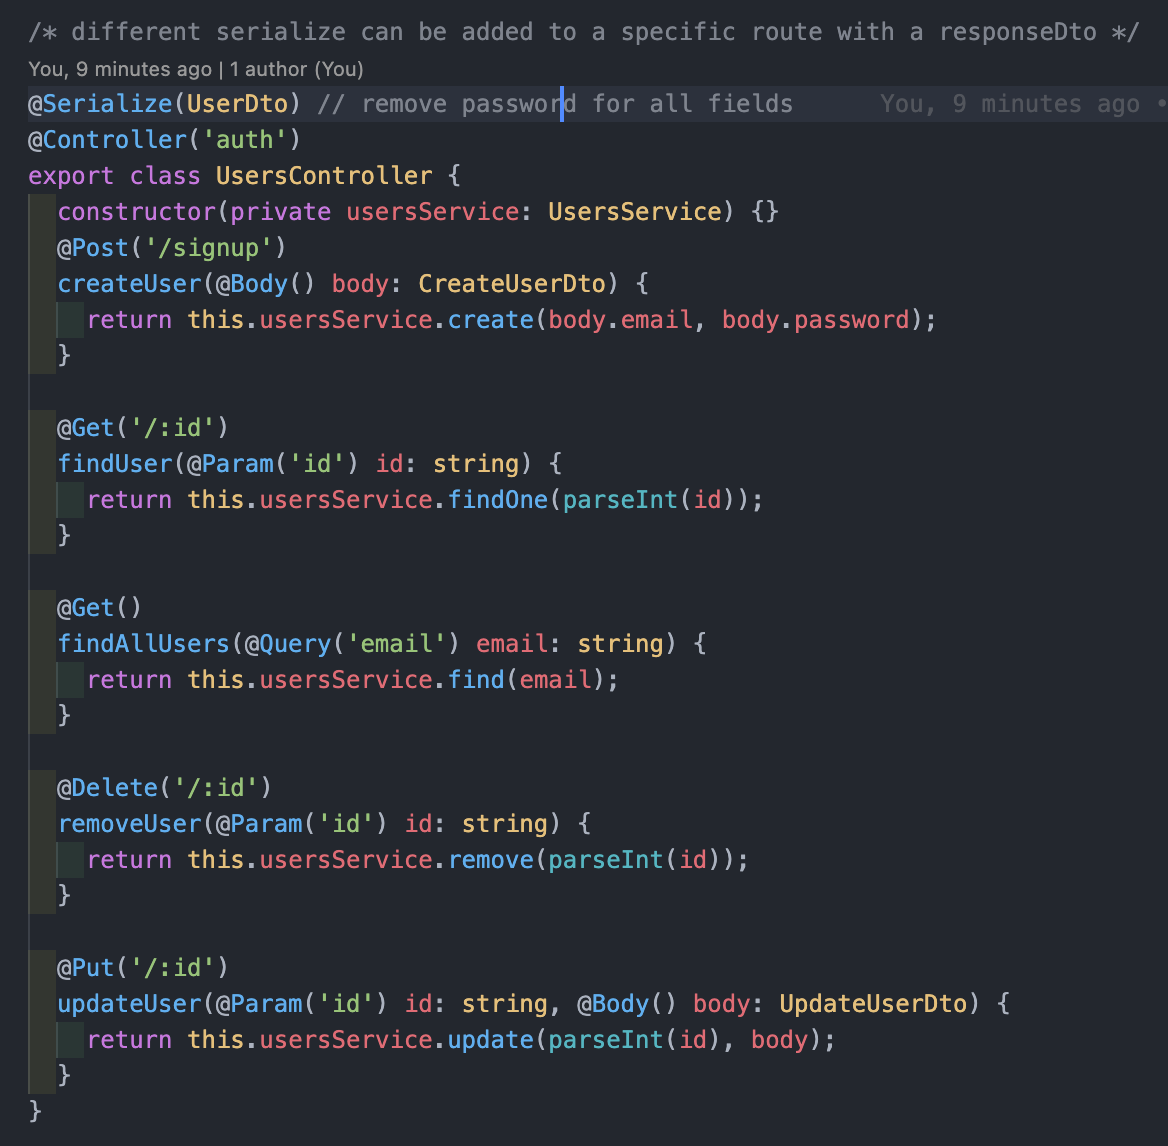 /* different serialize can be added to a specific route with a responseDto */
You, 9 minutes ago | 1 author (You)
@Serialize(UserDto) // remove password for all fields You, 9 minutes ago •
@Controller('auth')
export class UsersController {
  constructor(private usersService: UsersService) {}
  @Post('/signup')
  createUser(@Body() body: CreateUserDto) {
    return this.usersService.create(body.email, body.password);
  }

  @Get('/:id')
  findUser(@Param('id') id: string) {
    return this.usersService.findOne(parseInt(id));
  }

  @Get()
  findAllUsers(@Query('email') email: string) {
    return this.usersService.find(email);
  }

  @Delete('/:id')
  removeUser(@Param('id') id: string) {
    return this.usersService.remove(parseInt(id));
  }

  @Put('/:id')
  updateUser(@Param('id') id: string, @Body() body: UpdateUserDto) {
    return this.usersService.update(parseInt(id), body);
  }
}